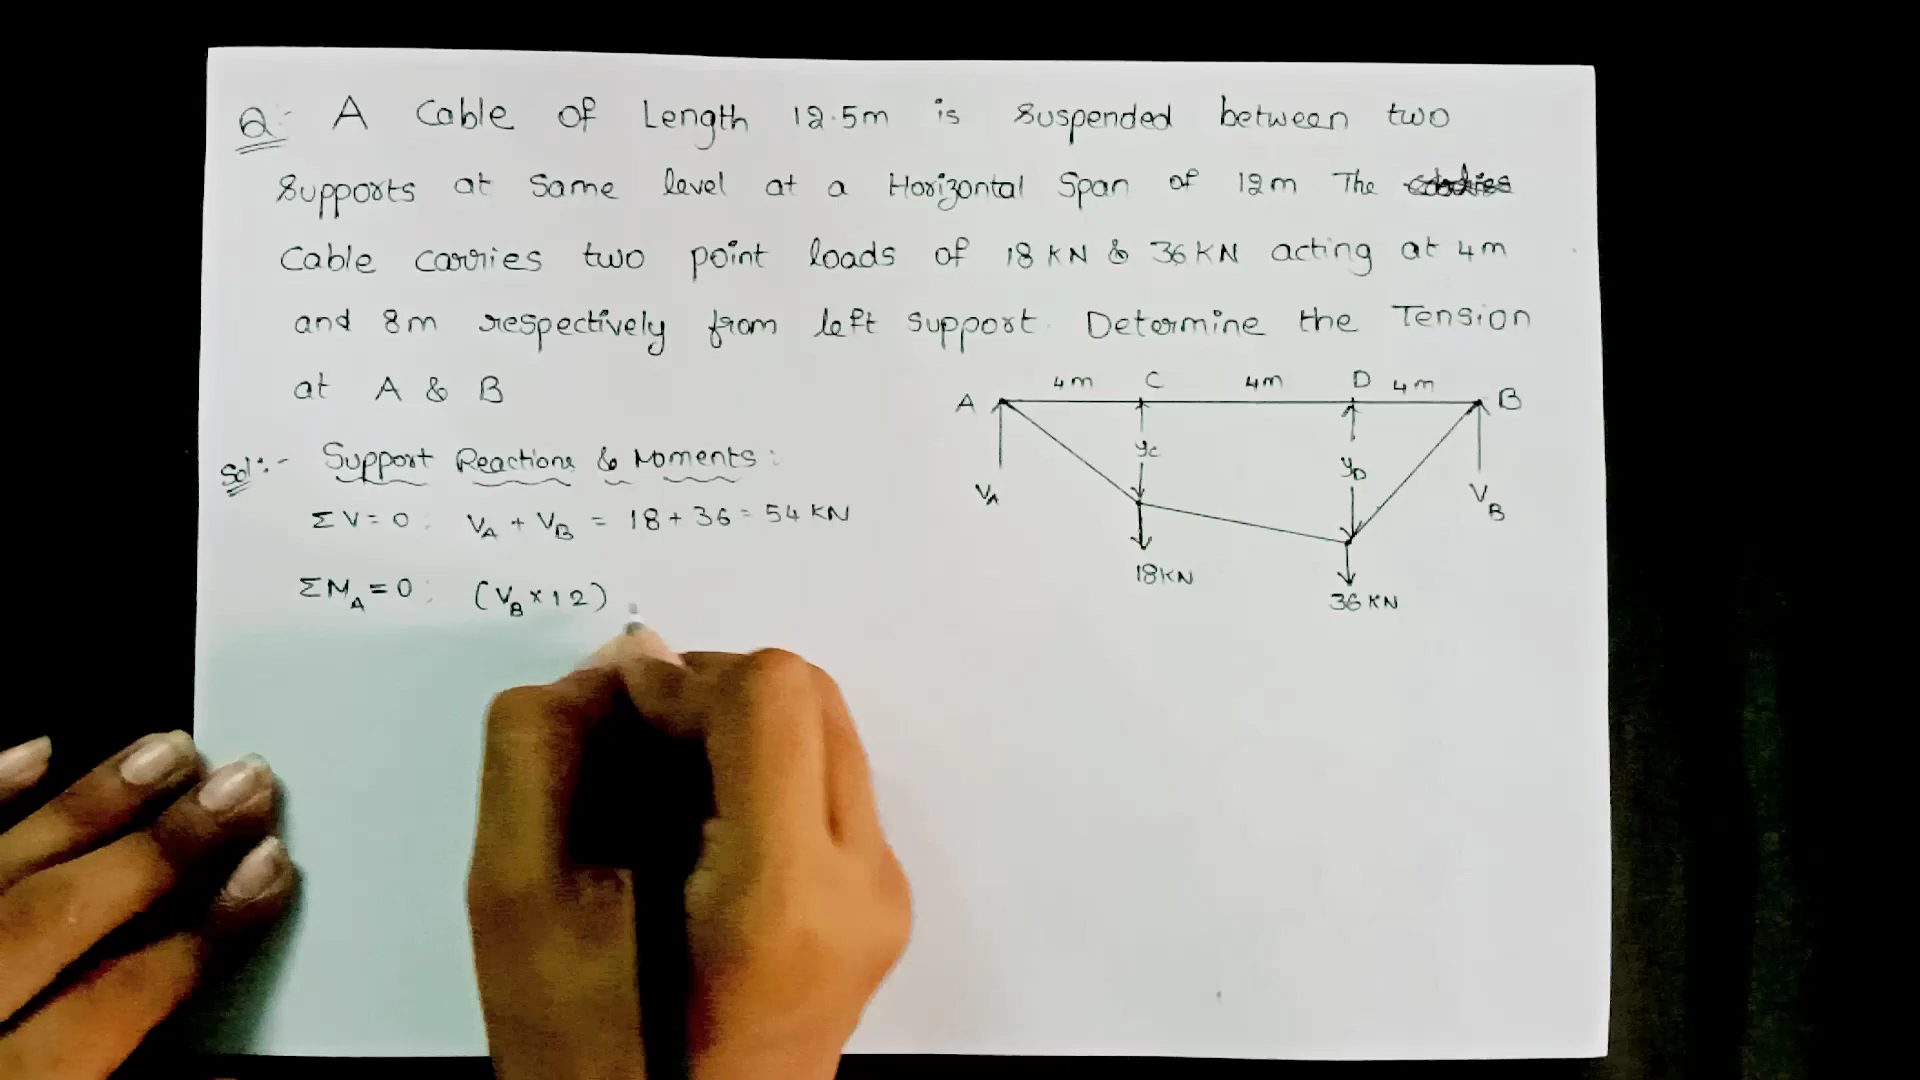 Q:- A Cable of Length 12.5m is suspended between two
supports at same level at a Horizontal Span of 12m The
Cable carries two point loads of 18 KN & 36 KN acting at 4m
and 8m respectively from left support. Determine the Tension
at A & B
4m C 4m D 4m
A B
Sol:- Support Reactions & Moments:
yc
yD
VA VB
ΣV=0: VA + VB = 18 + 36 = 54 KN
18KN
ΣMA=0: (VB×12)
36 KN